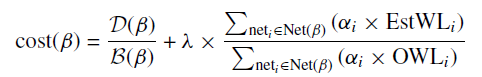 cost(β) = 𝒟(β) / ℬ(β) + λ × ∑_{net_i∈Net(β)} (α_i × EstWL_i) / ∑_{net_i∈Net(β)} (α_i × OWL_i)